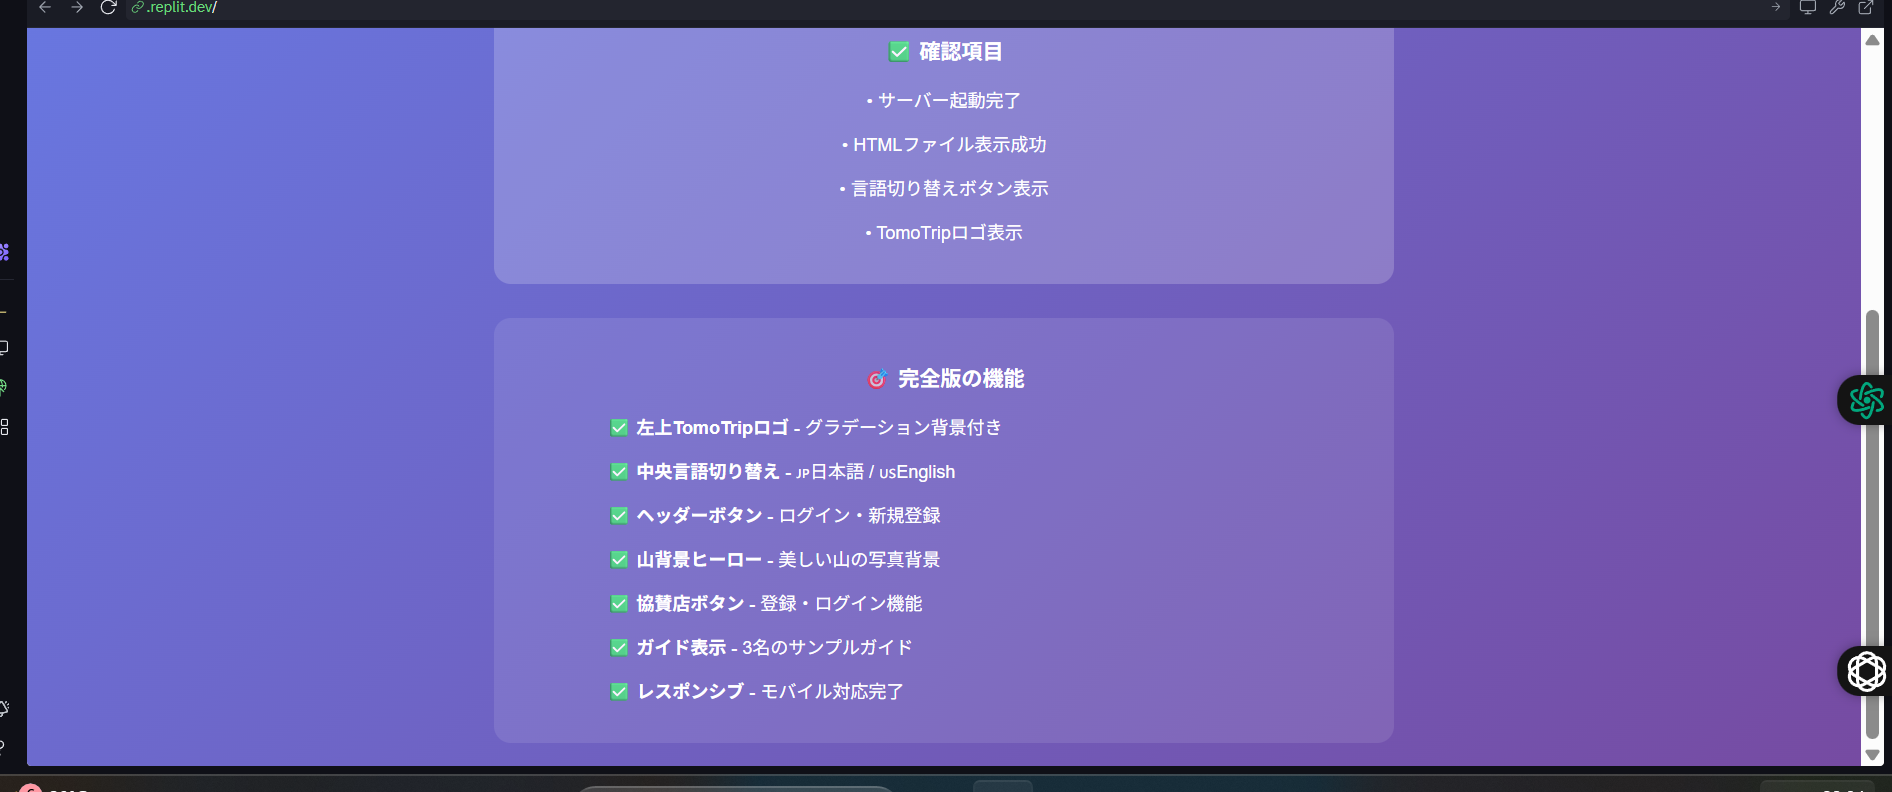 .replit.dev/
✅ 確認項目
• サーバー起動完了
• HTMLファイル表示成功
• 言語切り替えボタン表示
• TomoTripロゴ表示
🎯 完全版の機能
✅ 左上TomoTripロゴ - グラデーション背景付き
✅ 中央言語切り替え - JP日本語 / USEnglish
✅ ヘッダーボタン - ログイン・新規登録
✅ 山背景ヒーロー - 美しい山の写真背景
✅ 協賛店ボタン - 登録・ログイン機能
✅ ガイド表示 - 3名のサンプルガイド
✅ レスポンシブ - モバイル対応完了